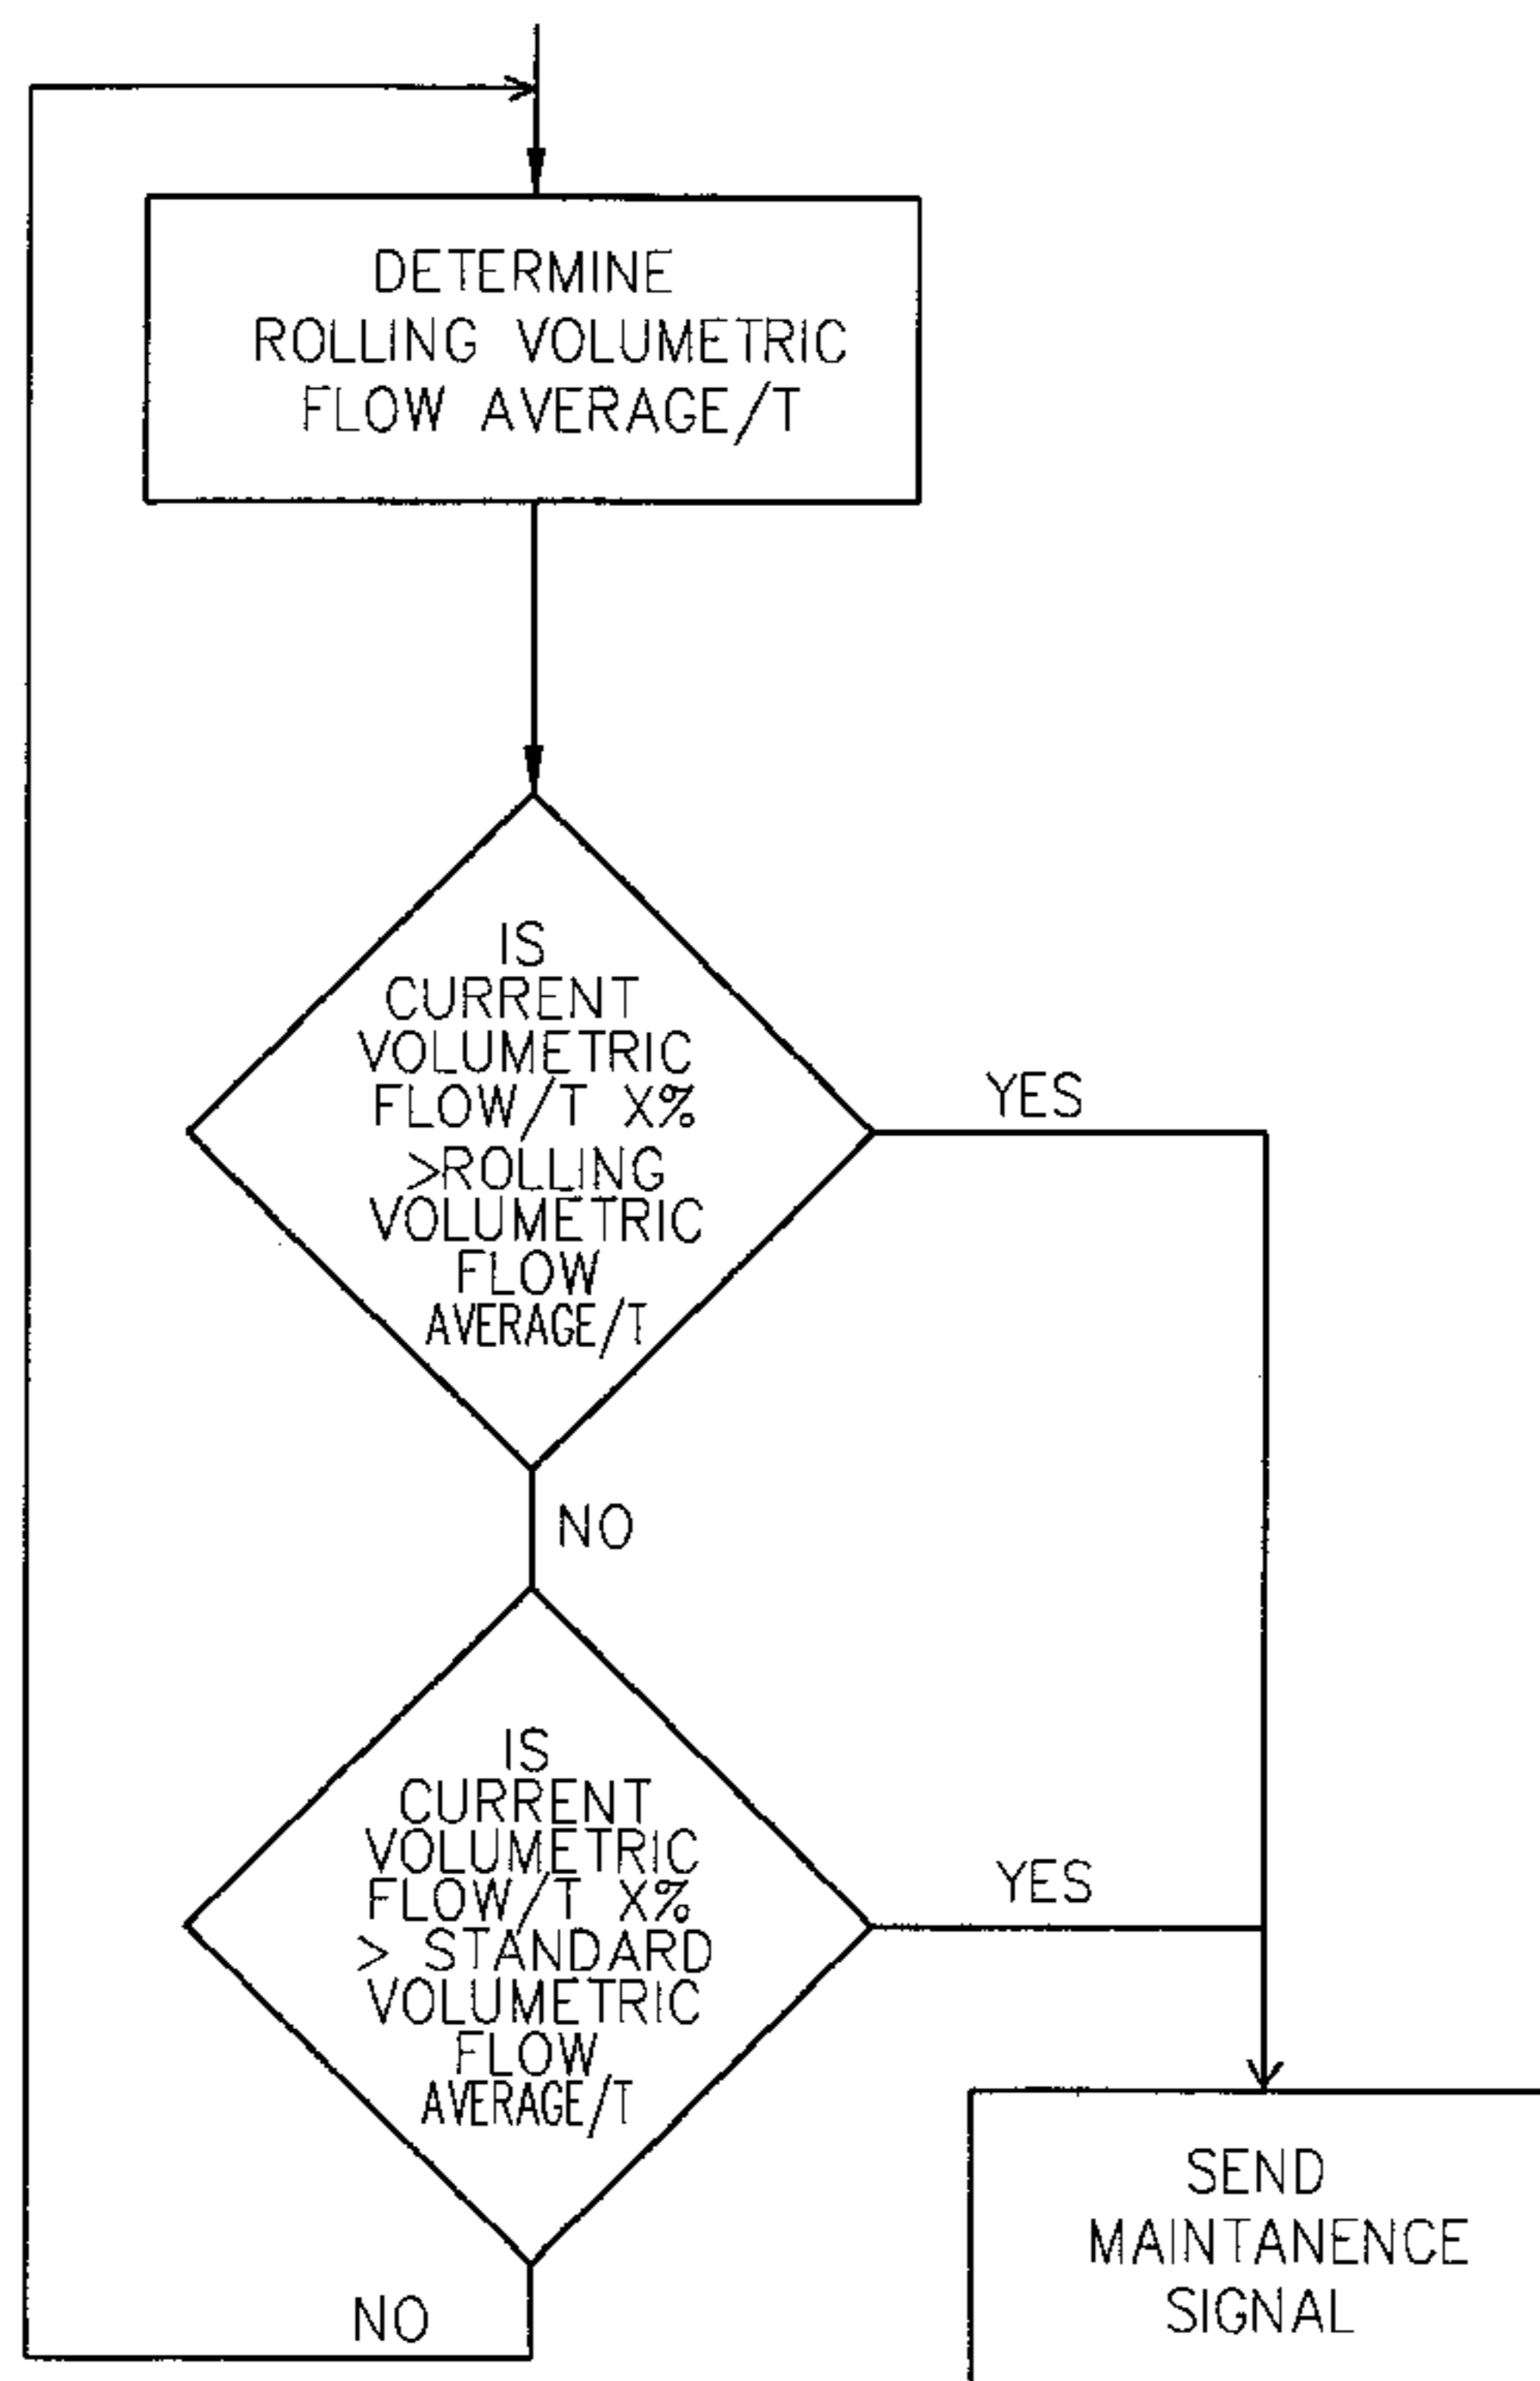 DETERMINE
ROLLING VOLUMETRIC
FLOW AVERAGE/T
IS
CURRENT
VOLUMETRIC
FLOW/T X%
>ROLLING
VOLUMETRIC
FLOW
AVERAGE/T
YES
NO
IS
CURRENT
VOLUMETRIC
FLOW/T X%
> STANDARD
VOLUMETRIC
FLOW
AVERAGE/T
YES
NO
SEND
MAINTANENCE
SIGNAL